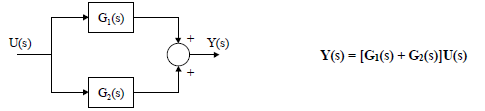 G₁(s)
U(s)
+
Y(s)
+
G₂(s)
Y(s) = [G₁(s) + G₂(s)]U(s)